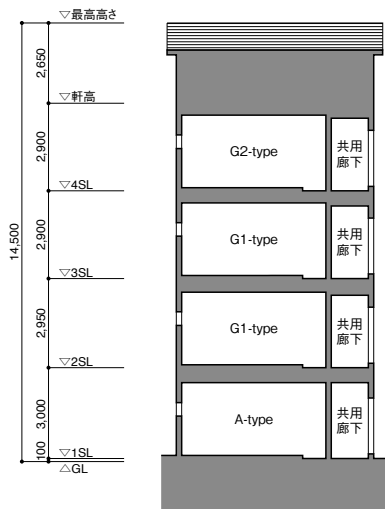 ▽最高高さ
2,650
▽軒高
2,900
G2-type
共用
廊下
▽4SL
14,500
2,900
G1-type
共用
廊下
▽3SL
2,950
G1-type
共用
廊下
▽2SL
3,000
A-type
共用
廊下
100
▽1SL
△GL